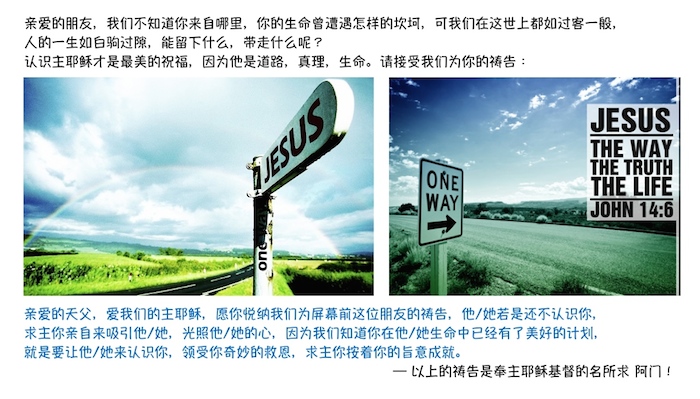 亲爱的朋友，我们不知道你来自哪里，你的生命曾遭遇怎样的坎坷，可我们在这世上都如过客一般，
人的一生如白驹过隙，能留下什么，带走什么呢？
认识主耶稣才是最美的祝福，因为他是道路，真理，生命。请接受我们为你的祷告：
JESUS
one way
ONE
WAY
JESUS
THE WAY
THE TRUTH
THE LIFE
JOHN 14:6
亲爱的天父，爱我们的主耶稣，愿你悦纳我们为屏幕前这位朋友的祷告，他/她若是还不认识你，
求主你亲自来吸引他/她，光照他/她的心，因为我们知道你在他/她生命中已经有了美好的计划，
就是要让他/她来认识你，领受你奇妙的救恩，求主你按着你的旨意成就。
— 以上的祷告是奉主耶稣基督的名所求 阿门！